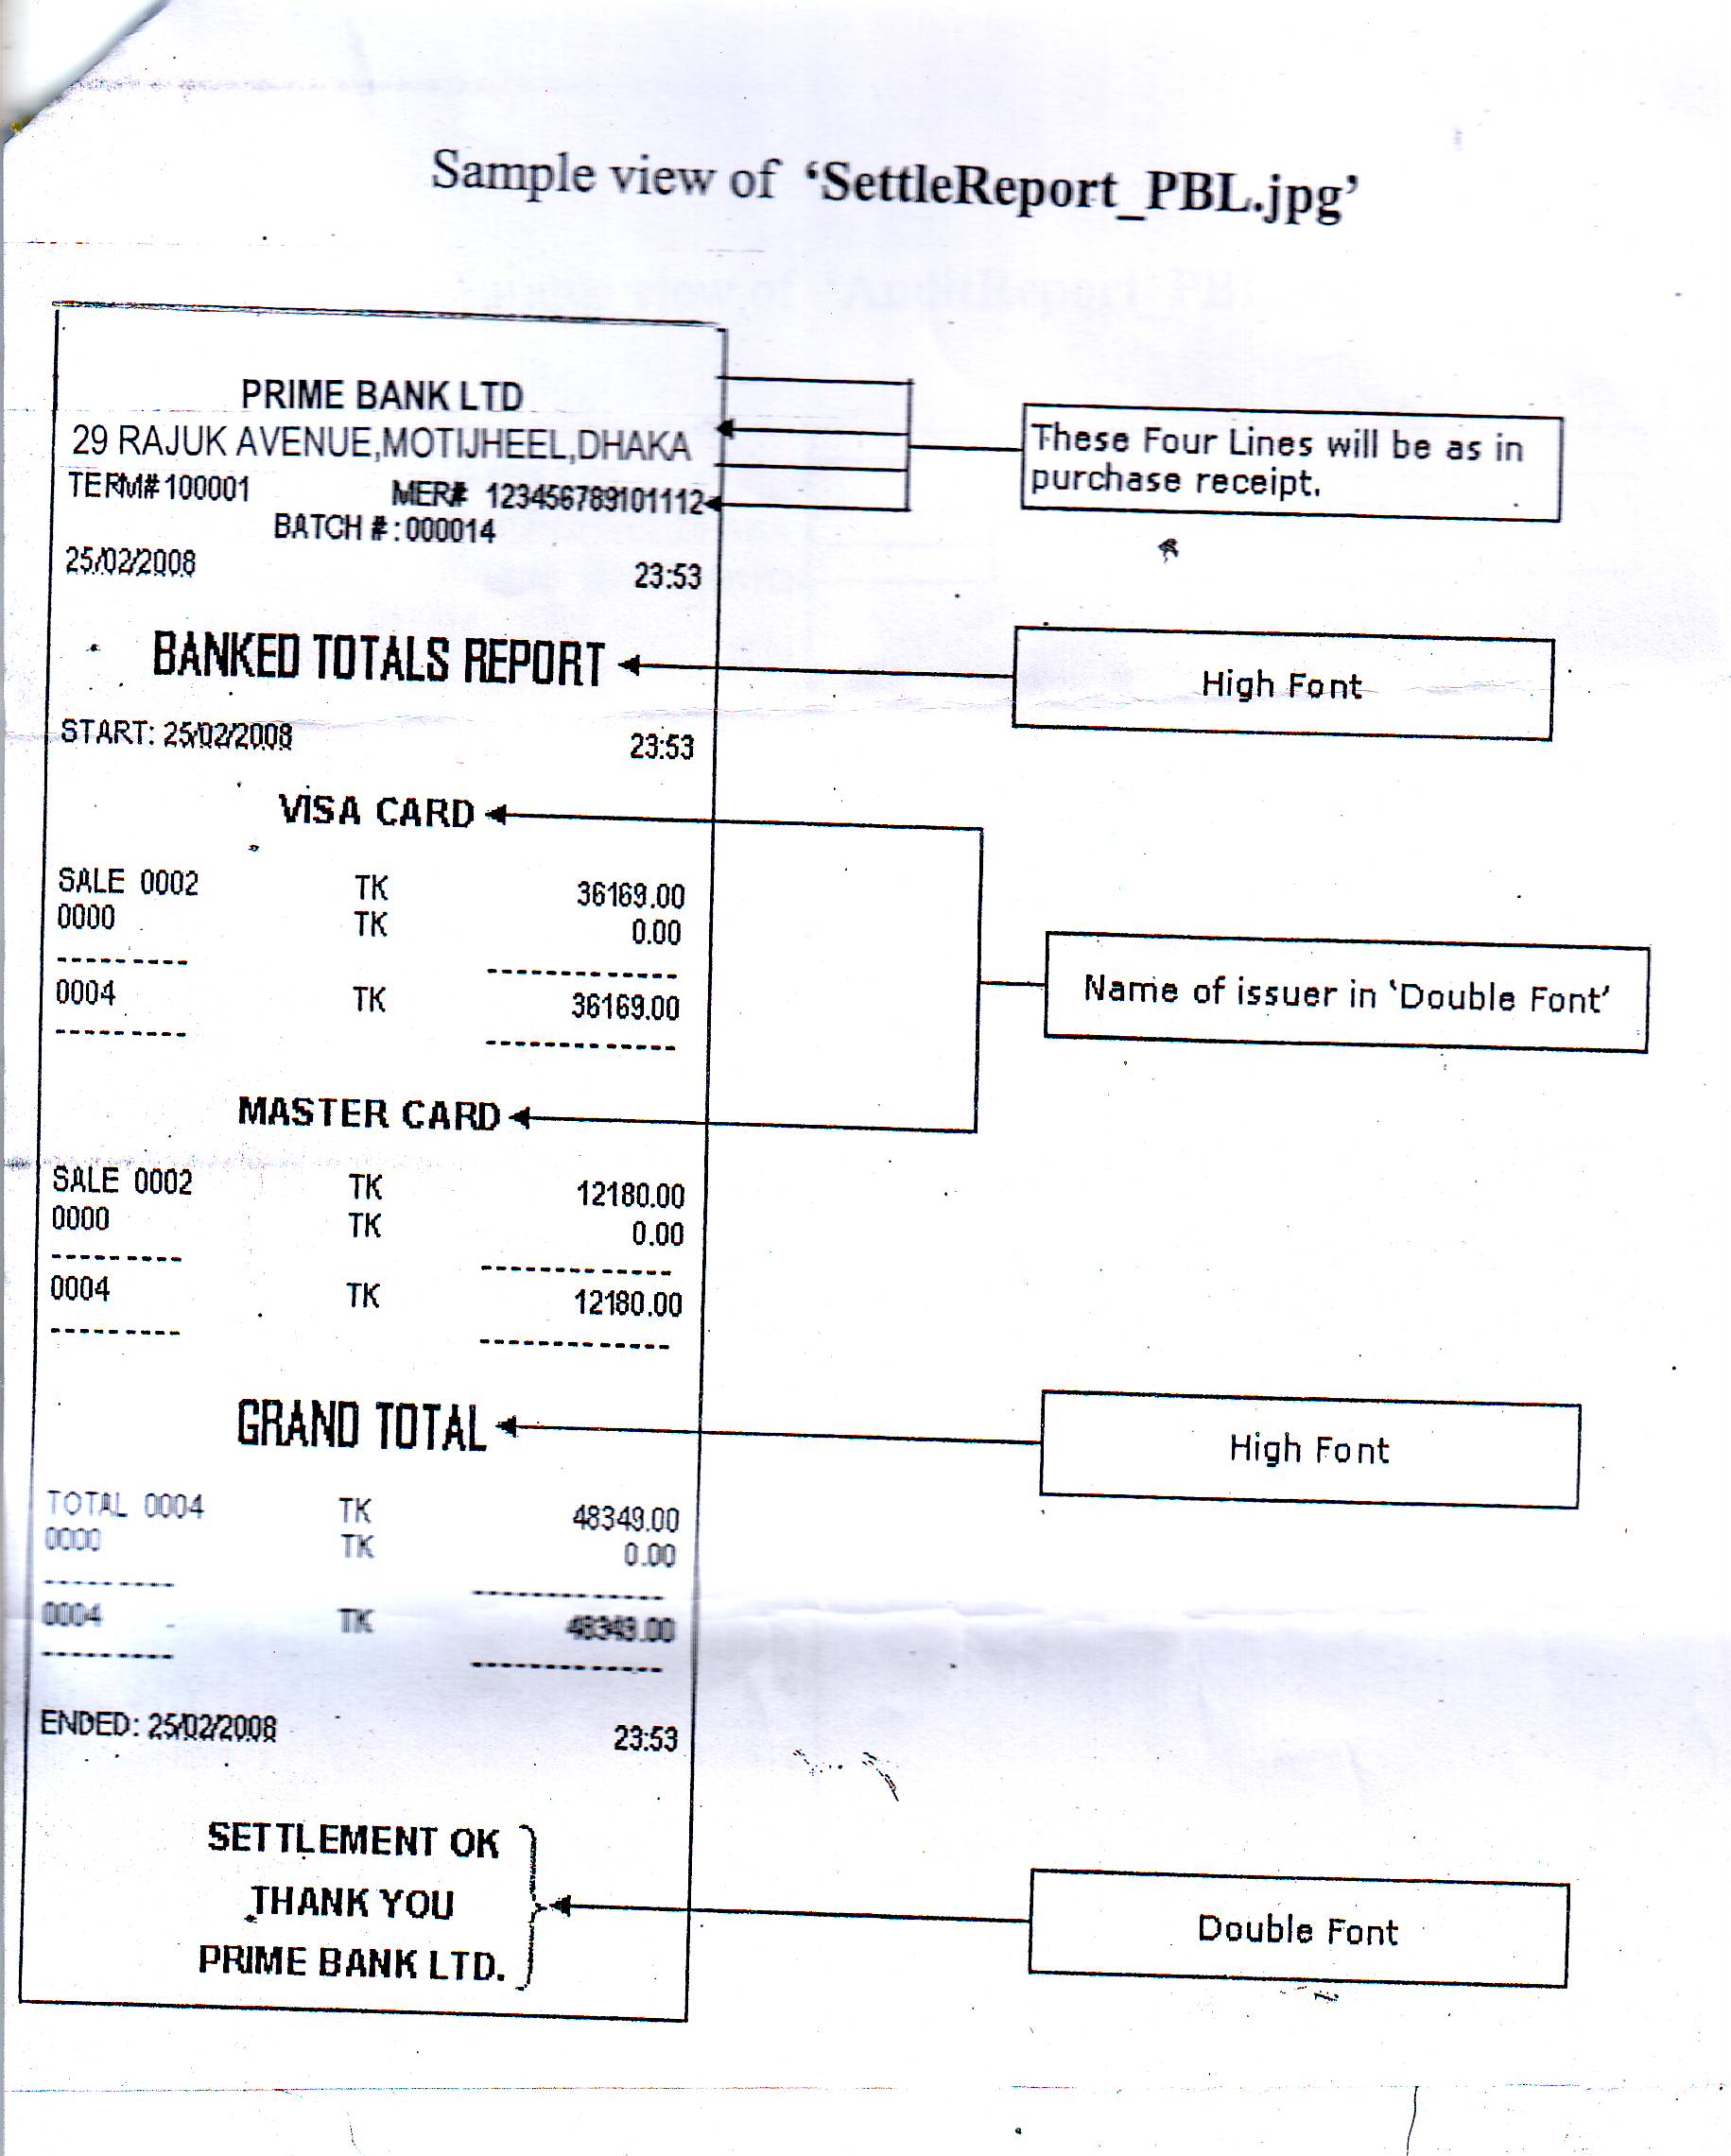 Sample view of 'SettleReport_PBL.jpg'
PRIME BANK LTD
29 RAJUK AVENUE,MOTIJHEEL,DHAKA
TERM# 100001 MER# 123456789101112
BATCH # : 000014
25/02/2008 23:53
These Four Lines will be as in
purchase receipt.
BANKED TOTALS REPORT
High Font
START: 25/02/2008 23:53
VISA CARD
SALE 0002 TK 36169.00
0000 TK 0.00
--------- -------------
0004 TK 36169.00
--------- -------------
Name of issuer in 'Double Font'
MASTER CARD
SALE 0002 TK 12180.00
0000 TK 0.00
--------- -------------
0004 TK 12180.00
--------- -------------
GRAND TOTAL
High Font
TOTAL 0004 TK 48349.00
0000 TK 0.00
--------- -------------
0004 TK 48349.00
--------- -------------
ENDED: 25/02/2008 23:53
SETTLEMENT OK
THANK YOU
PRIME BANK LTD.
Double Font